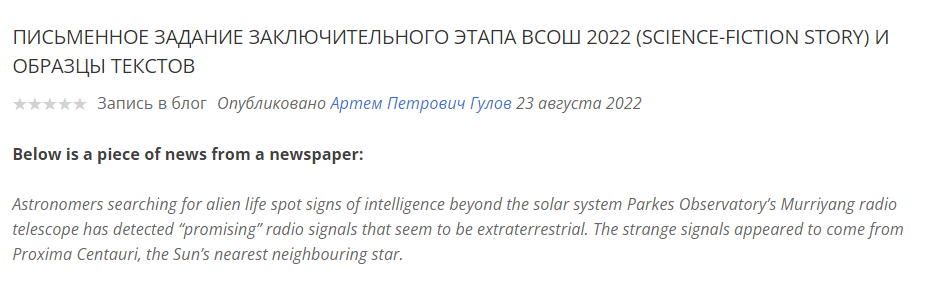 ПИСЬМЕННОЕ ЗАДАНИЕ ЗАКЛЮЧИТЕЛЬНОГО ЭТАПА ВСОШ 2022 (SCIENCE-FICTION STORY) И
ОБРАЗЦЫ ТЕКСТОВ
Запись в блог Опубликовано Артем Петрович Гулов 23 августа 2022
Below is a piece of news from a newspaper:
Astronomers searching for alien life spot signs of intelligence beyond the solar system Parkes Observatory’s Murriyang radio
telescope has detected “promising” radio signals that seem to be extraterrestrial. The strange signals appeared to come from
Proxima Centauri, the Sun’s nearest neighbouring star.